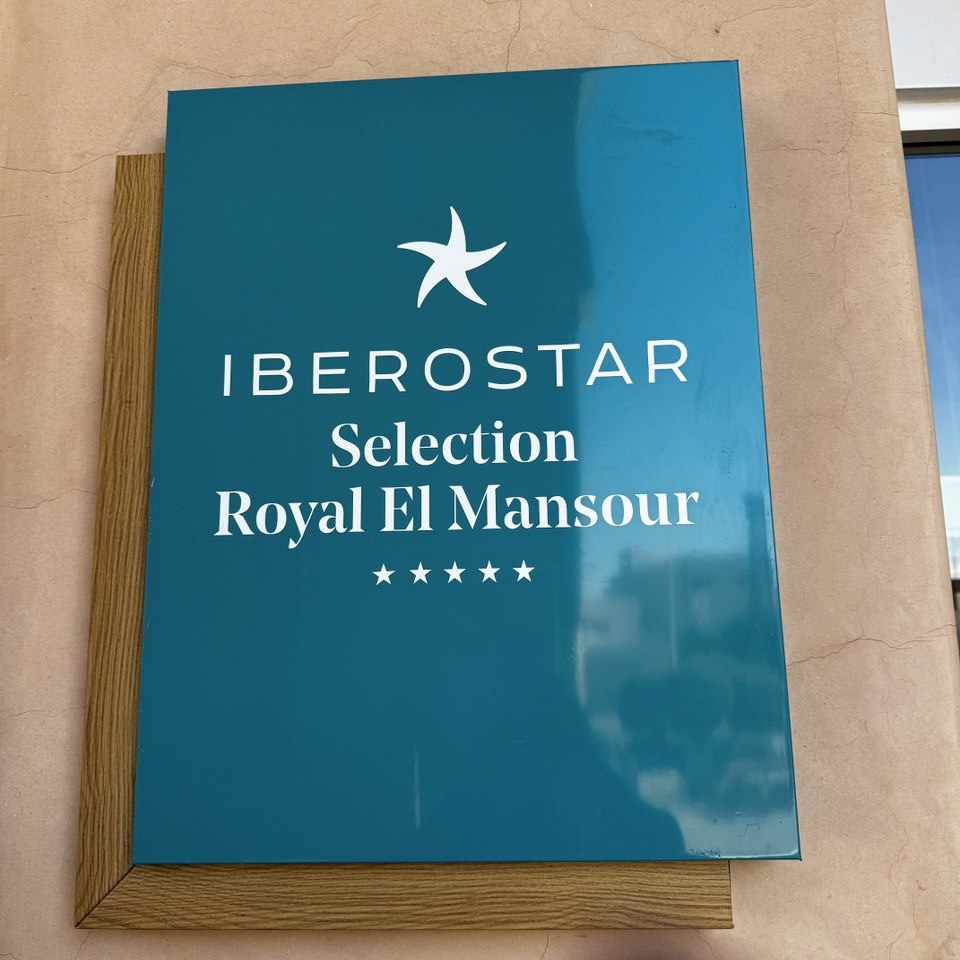 IBEROSTAR
Selection
Royal El Mansour
★★★★★